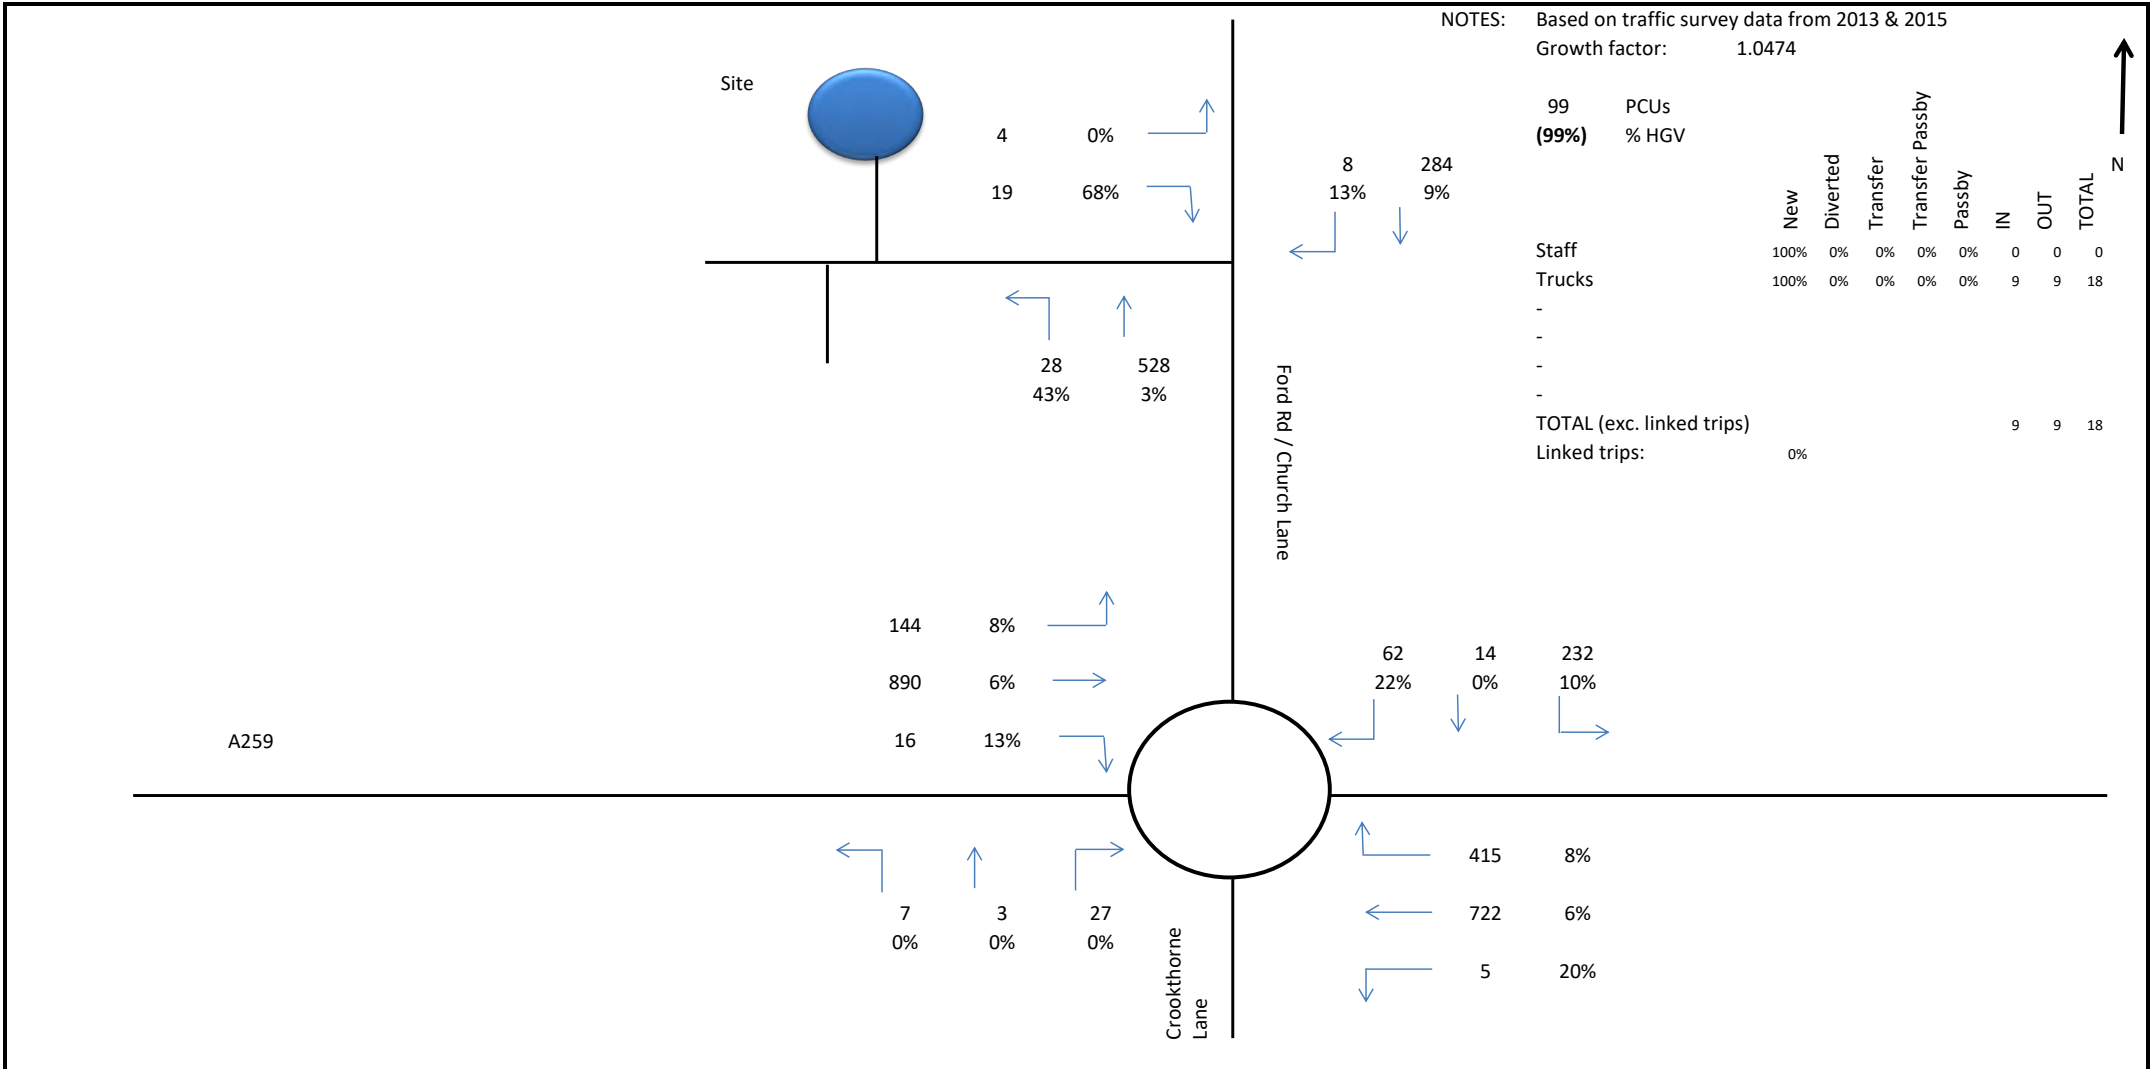 NOTES: Based on traffic survey data from 2013 & 2015
Growth factor: 1.0474
Site
99 PCUs
(99%) % HGV
N
4 0%
19 68%
8 284
13% 9%
New Diverted Transfer Transfer Passby Passby IN OUT TOTAL
Staff 100% 0% 0% 0% 0% 0 0 0
Trucks 100% 0% 0% 0% 0% 9 9 18
-
-
-
-
TOTAL (exc. linked trips) 9 9 18
Linked trips: 0%
28 528
43% 3%
Ford Rd / Church Lane
144 8%
890 6%
16 13%
62 14 232
22% 0% 10%
A259
7 3 27
0% 0% 0%
Crookthorne
Lane
415 8%
722 6%
5 20%